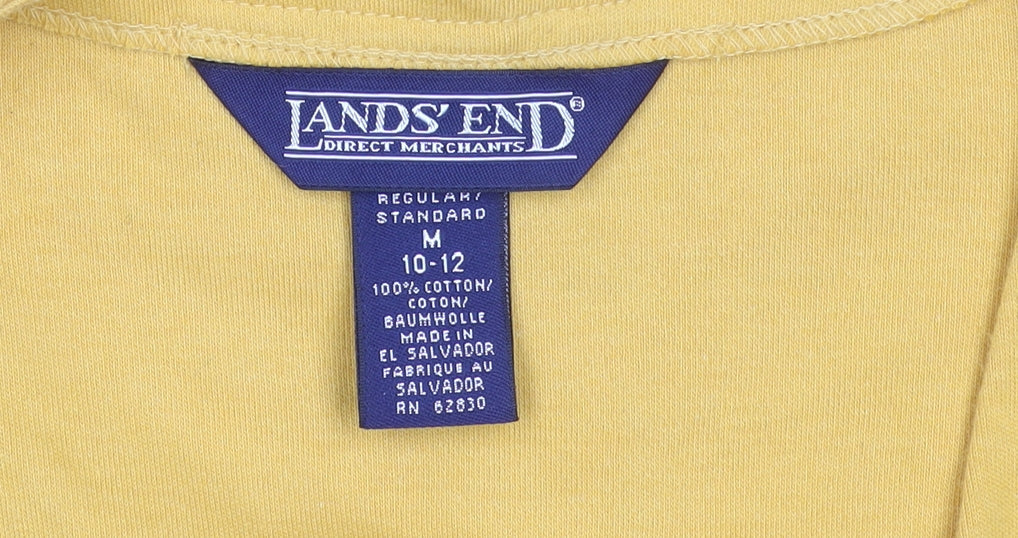 LANDS' END®
DIRECT MERCHANTS
REGULAR/
STANDARD
M
10-12
100% COTTON/
COTON/
BAUMWOLLE
MADE IN
EL SALVADOR
FABRIQUE AU
SALVADOR
RN 62830